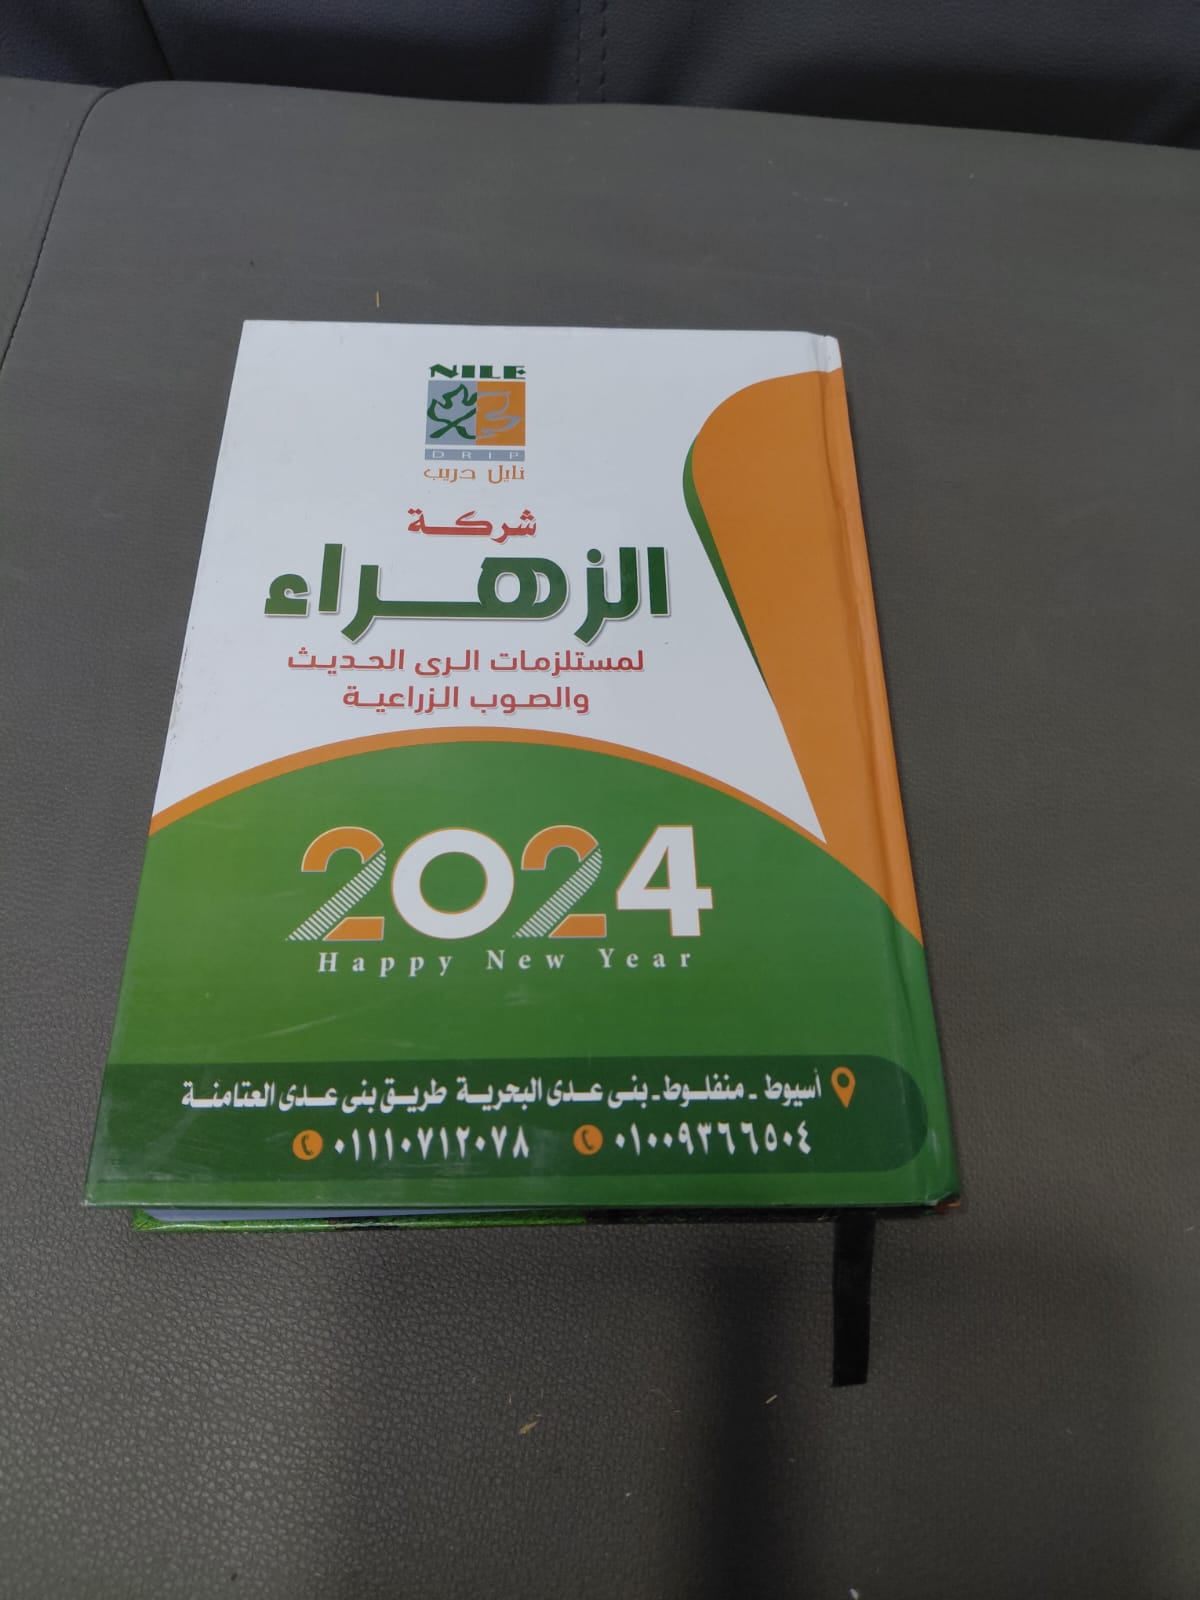 NILE
DRIP
نايل دريب
شركة
الزهراء
لمستلزمات الرى الحديث
والصوب الزراعية
2024
Happy New Year
أسيوط - منفلوط - بنى عدى البحرية طريق بنى عدى العتامنة
٠١٠٠٩٣٦٦٥٠٤ ٠١١١٠٧١٢٠٧٨